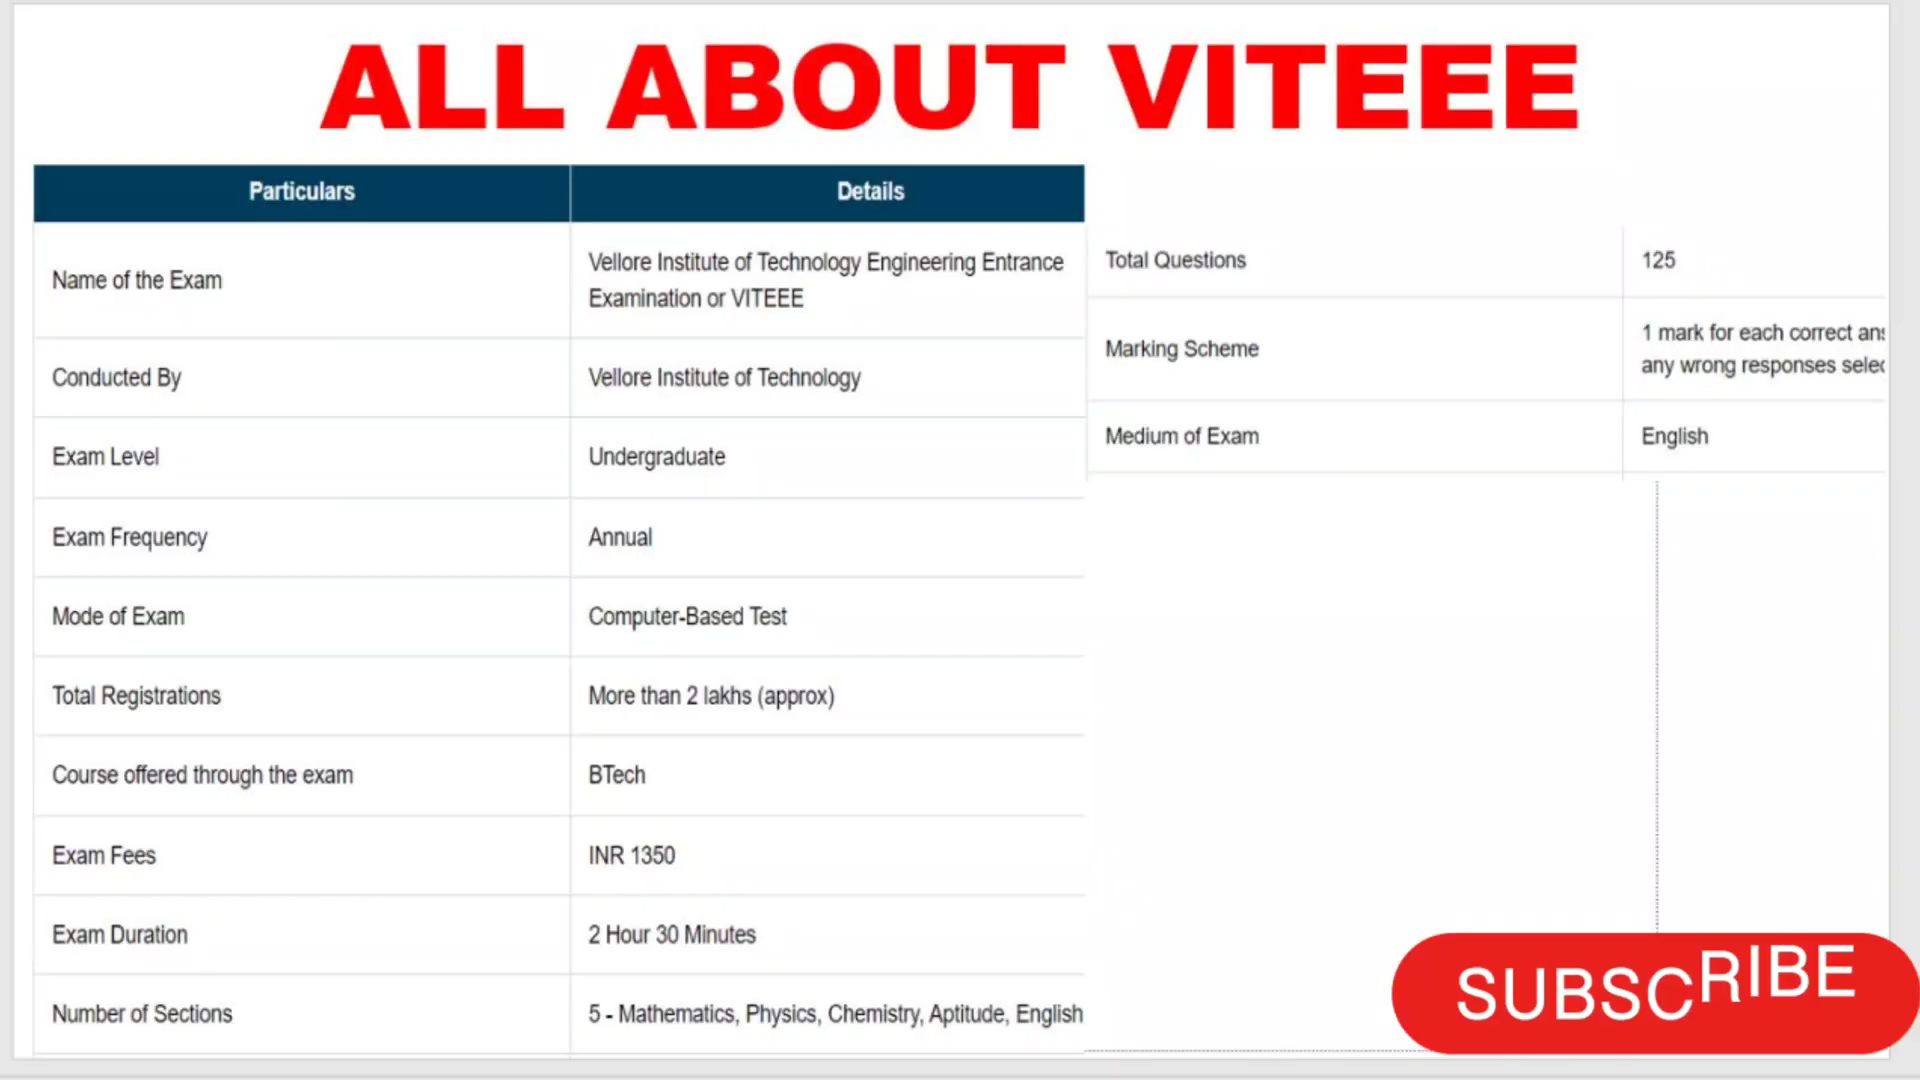 ALL ABOUT VITEEE
Particulars Details
Name of the Exam
Vellore Institute of Technology Engineering Entrance
Examination or VITEEE
Conducted By Vellore Institute of Technology
Exam Level Undergraduate
Exam Frequency Annual
Mode of Exam Computer-Based Test
Total Registrations More than 2 lakhs (approx)
Course offered through the exam BTech
Exam Fees INR 1350
Exam Duration 2 Hour 30 Minutes
Number of Sections 5 - Mathematics, Physics, Chemistry, Aptitude, English
Total Questions 125
Marking Scheme
1 mark for each correct
any wrong responses
Medium of Exam English
SUBSCRIBE